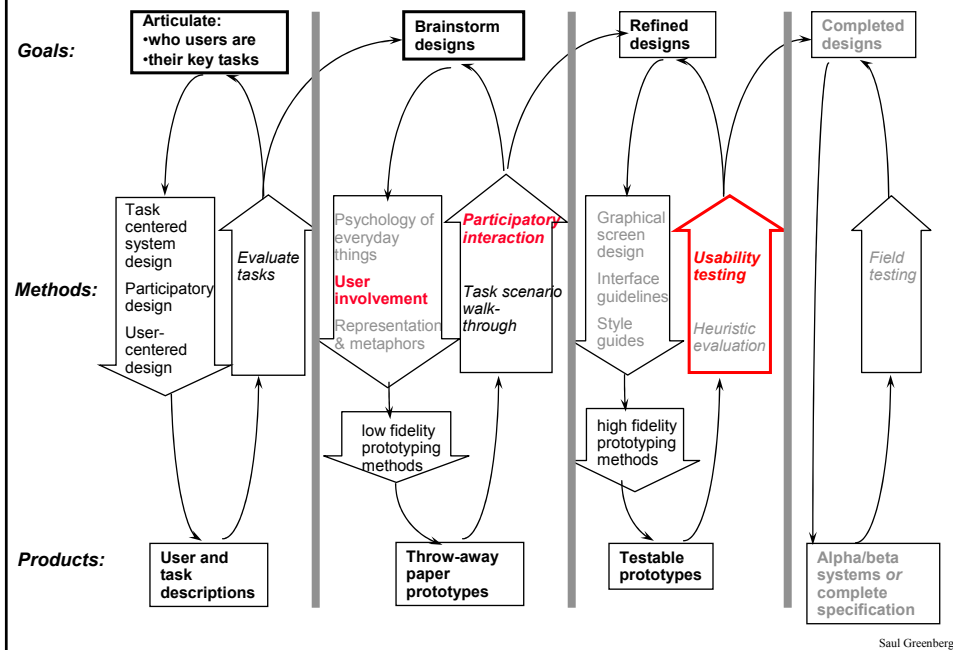 Goals:
Articulate:
•who users are
•their key tasks
Brainstorm
designs
Refined
designs
Completed
designs
Methods:
Task
centered
system
design
Participatory
design
User-
centered
design
Evaluate
tasks
Psychology of
everyday
things
User
involvement
Representation
& metaphors
low fidelity
prototyping
methods
Participatory
interaction
Task scenario
walk-
through
Graphical
screen
design
Interface
guidelines
Style
guides
high fidelity
prototyping
methods
Usability
testing
Heuristic
evaluation
Field
testing
Products:
User and
task
descriptions
Throw-away
paper
prototypes
Testable
prototypes
Alpha/beta
systems or
complete
specification
Saul Greenberg